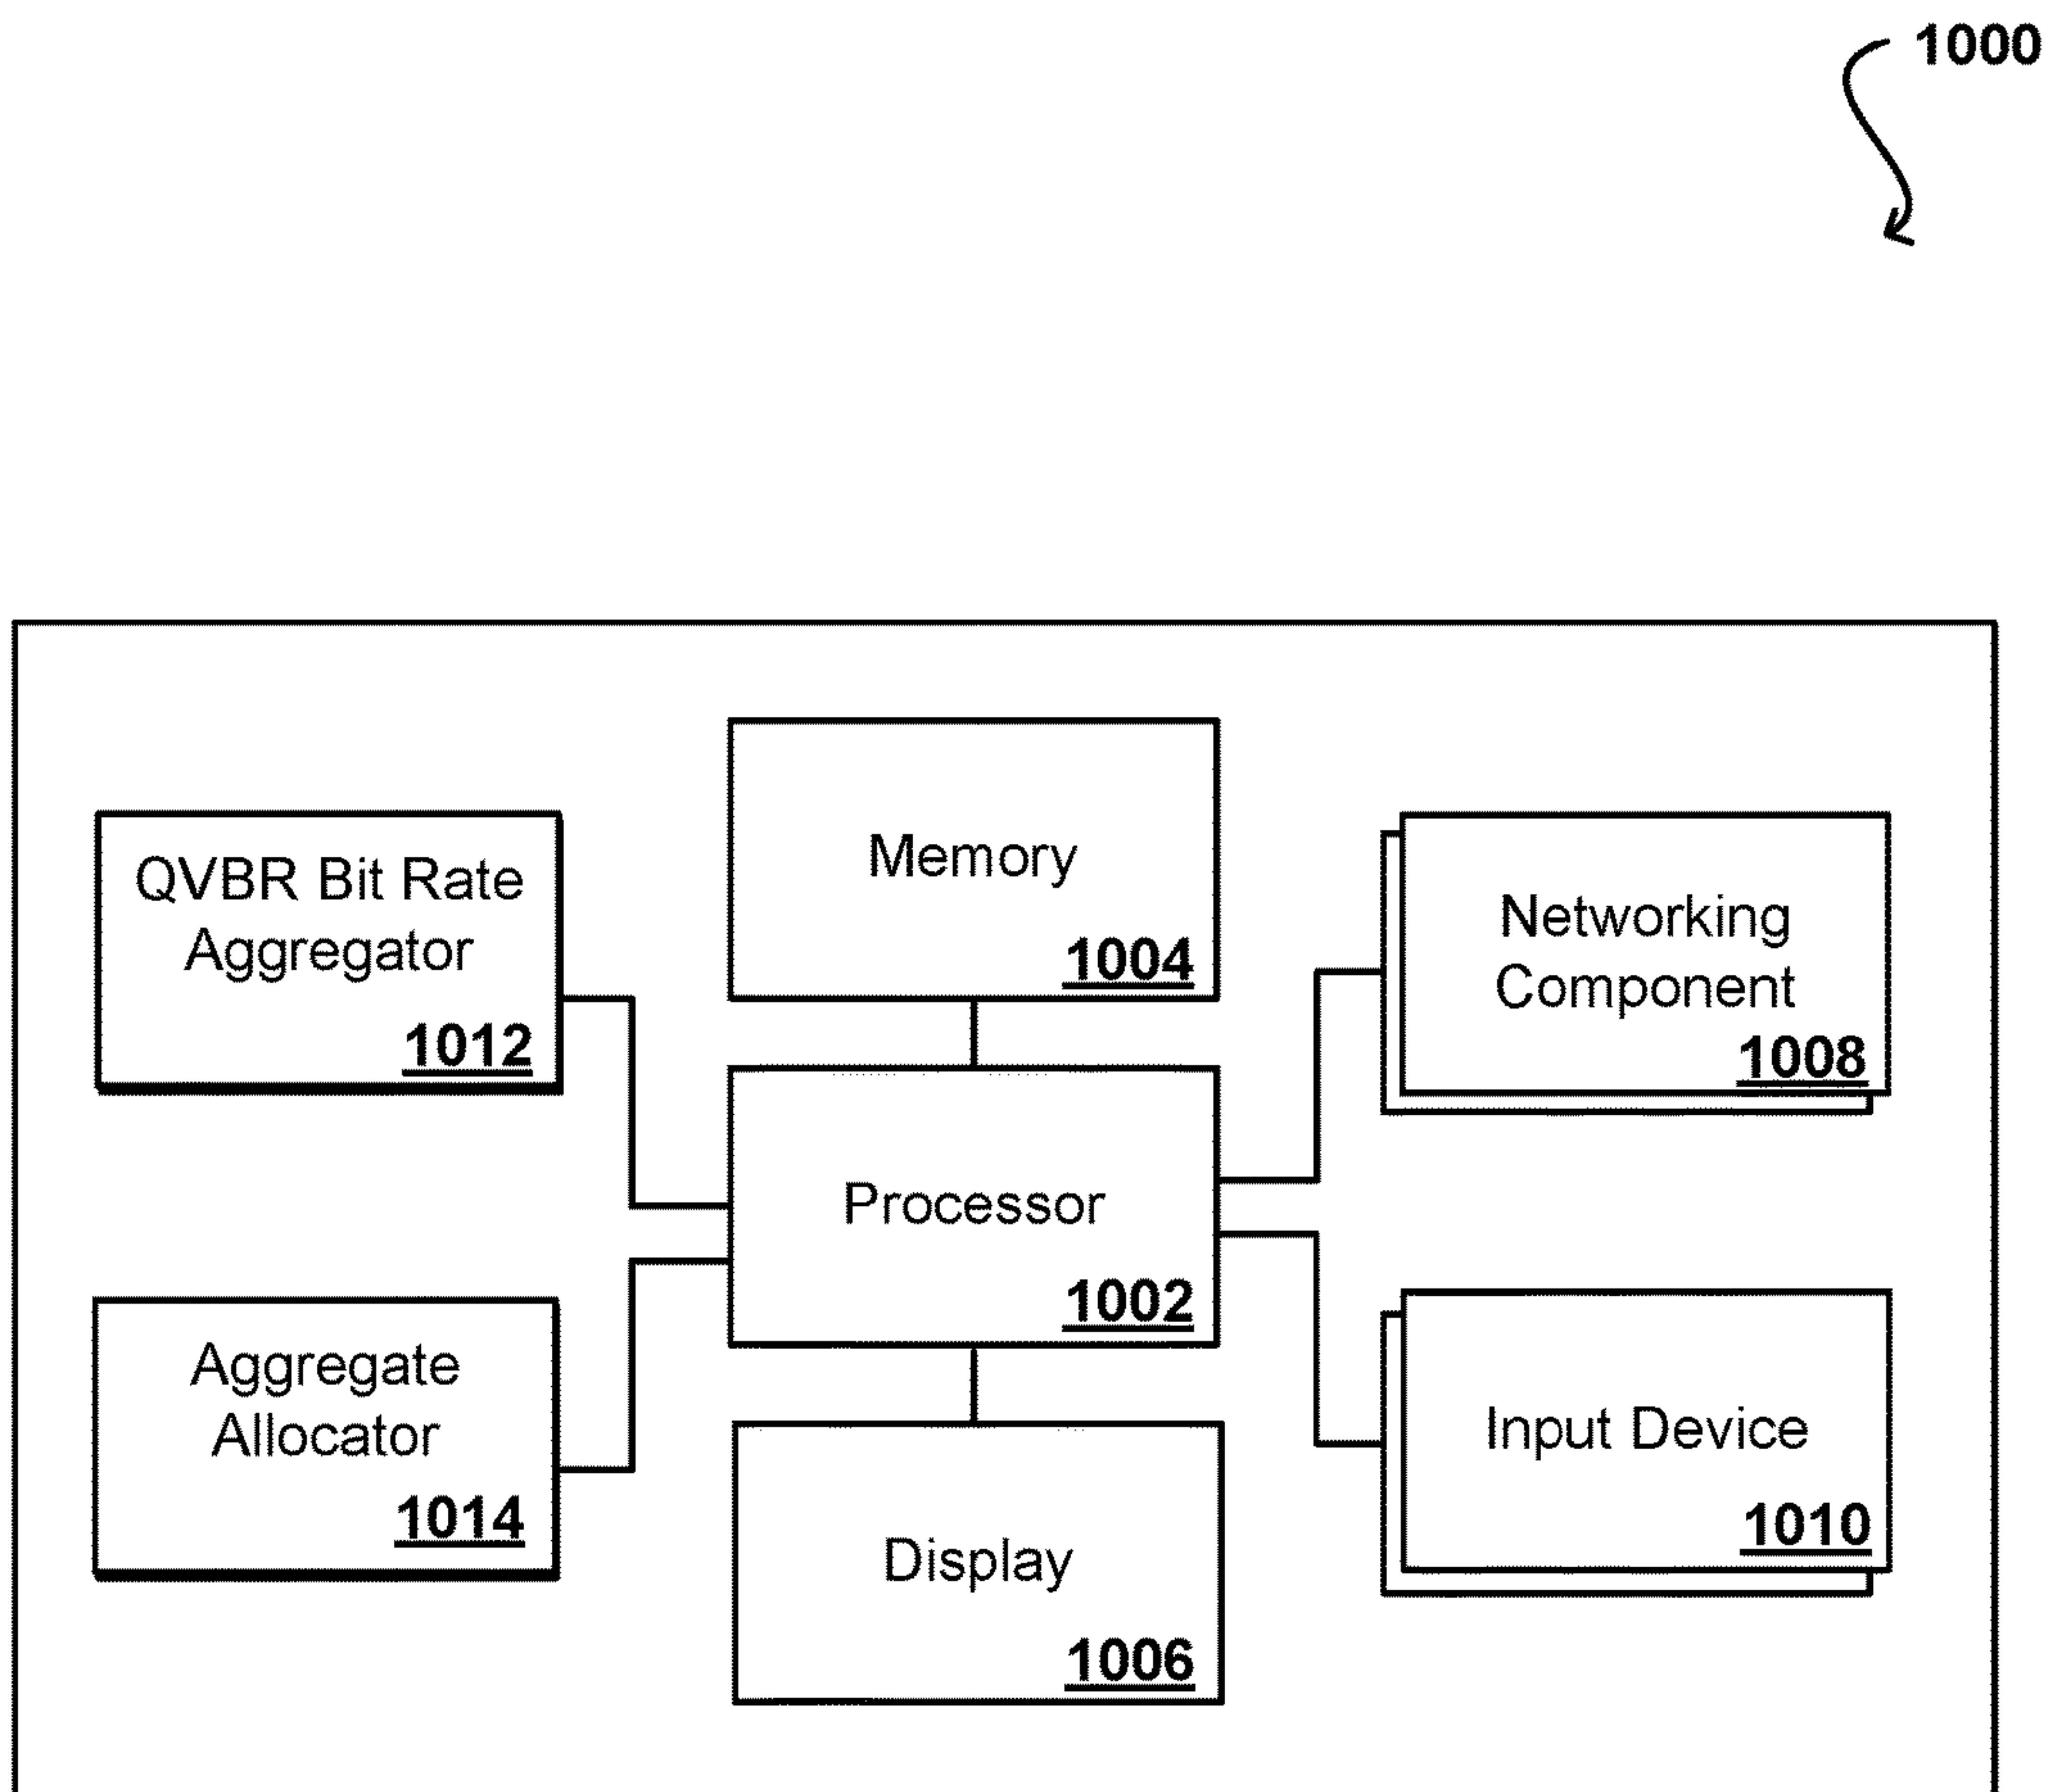 1000
Memory
1004
QVBR Bit Rate
Aggregator
1012
Networking
Component
1008
Processor
1002
Aggregate
Allocator
1014
Input Device
1010
Display
1006